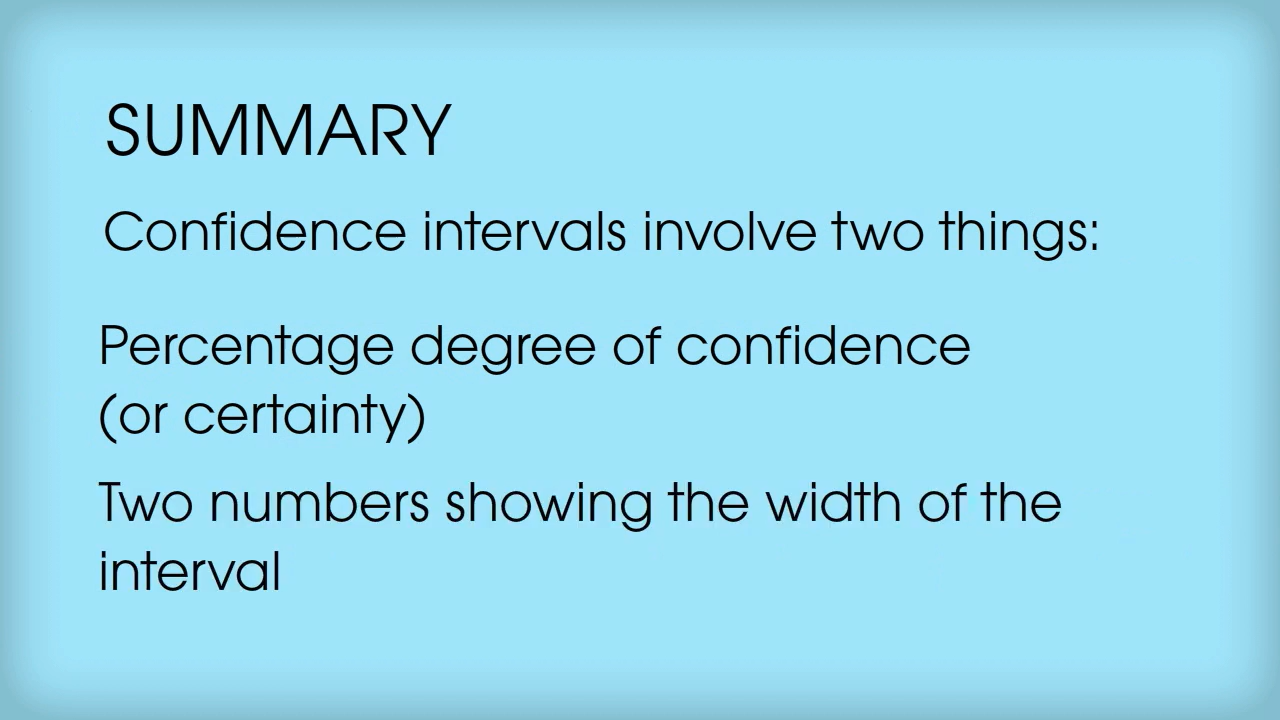 SUMMARY
Confidence intervals involve two things:
Percentage degree of confidence
(or certainty)
Two numbers showing the width of the
interval